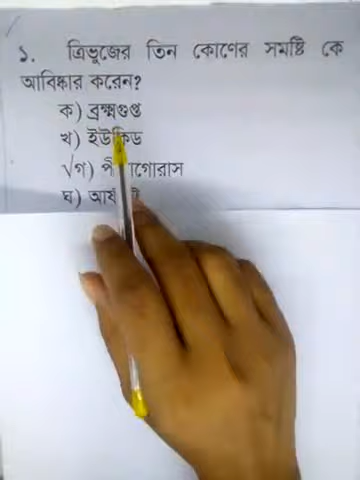 ১. ত্রিভুজের তিন কোণের সমষ্টি কে
আবিষ্কার করেন?
ক) ব্রহ্মগুপ্ত
খ)
√গ)
ঘ)